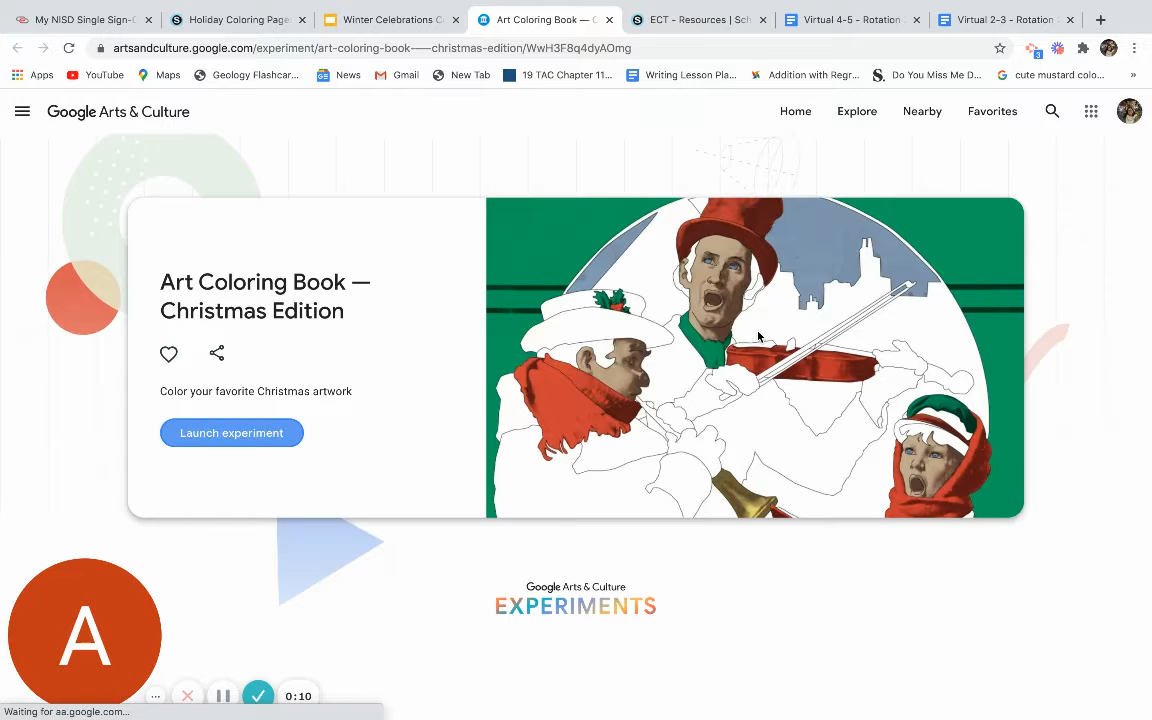 My NISD Single Sign-O
Holiday Coloring Page
Winter Celebrations C
Art Coloring Book — C
ECT - Resources | Sch
Virtual 4-5 - Rotation
Virtual 2-3 - Rotation
artsandculture.google.com/experiment/art-coloring-book-——christmas-edition/WwH3F8q4dyAOmg
3
Apps
YouTube
Maps
Geology Flashcar...
News
Gmail
New Tab
19 TAC Chapter 11...
Writing Lesson Pla...
Addition with Regr...
Do You Miss Me D...
cute mustard colo...
»
Google Arts & Culture
Home
Explore
Nearby
Favorites
Art Coloring Book —
Christmas Edition
Color your favorite Christmas artwork
Launch experiment
Google Arts & Culture
EXPERIMENTS
A
0:10
Waiting for aa.google.com...